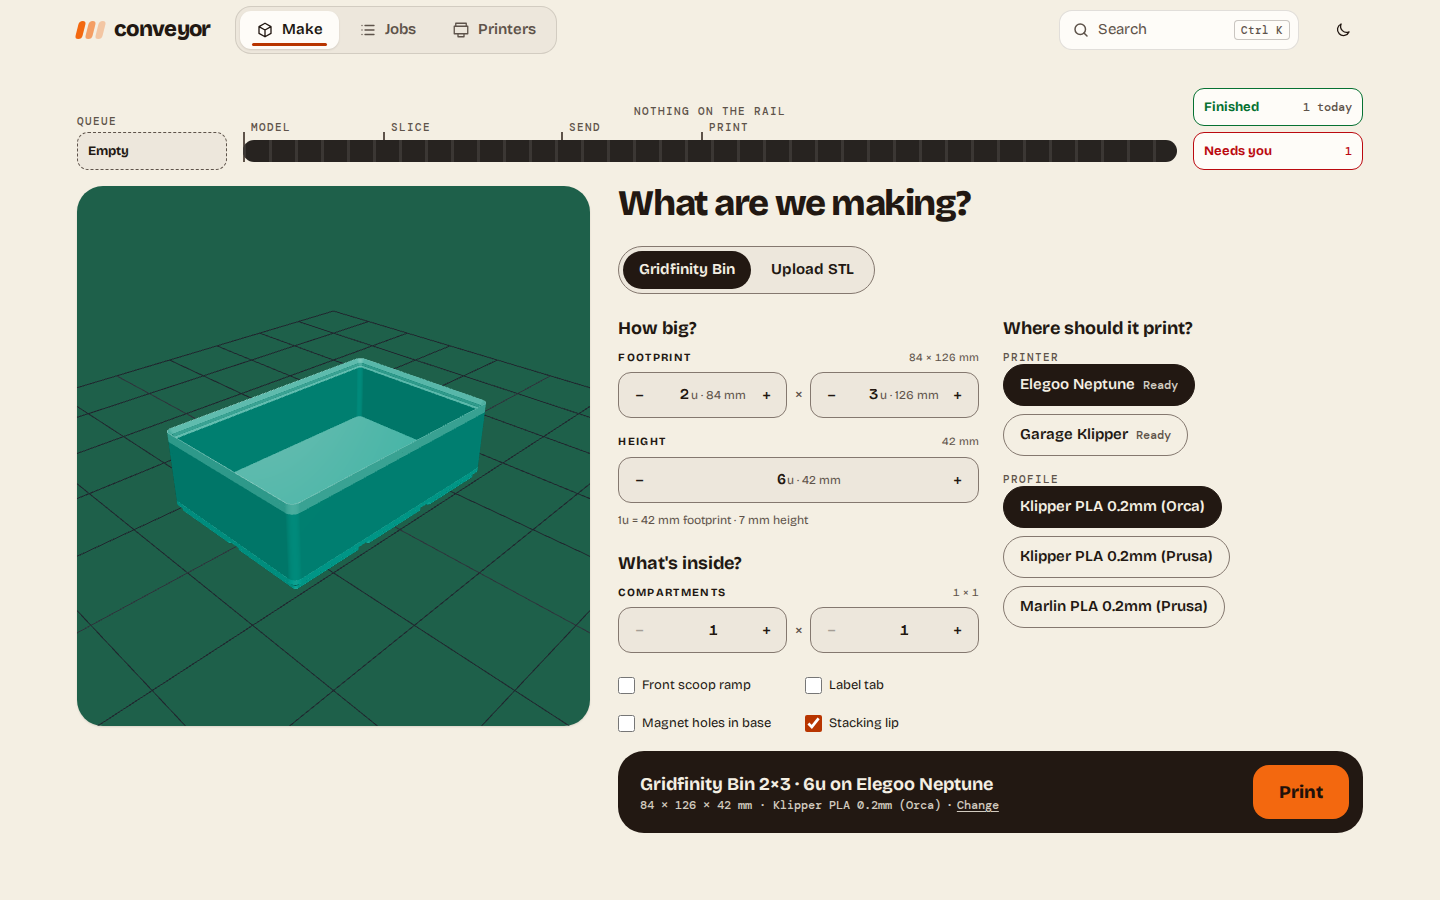 conveyor
Make
Jobs
Printers
Search
Ctrl K
QUEUE
Empty
NOTHING ON THE RAIL
MODEL
SLICE
SEND
PRINT
Finished 1 today
Needs you 1
What are we making?
Gridfinity Bin
Upload STL
How big?
FOOTPRINT 84 × 126 mm
− 2 u · 84 mm + × − 3 u · 126 mm +
HEIGHT 42 mm
− 6 u · 42 mm +
1u = 42 mm footprint · 7 mm height
What's inside?
COMPARTMENTS 1 × 1
− 1 + × − 1 +
Front scoop ramp
Label tab
Magnet holes in base
Stacking lip
Where should it print?
PRINTER
Elegoo Neptune Ready
Garage Klipper Ready
PROFILE
Klipper PLA 0.2mm (Orca)
Klipper PLA 0.2mm (Prusa)
Marlin PLA 0.2mm (Prusa)
Gridfinity Bin 2×3 · 6u on Elegoo Neptune
84 × 126 × 42 mm · Klipper PLA 0.2mm (Orca) · Change
Print